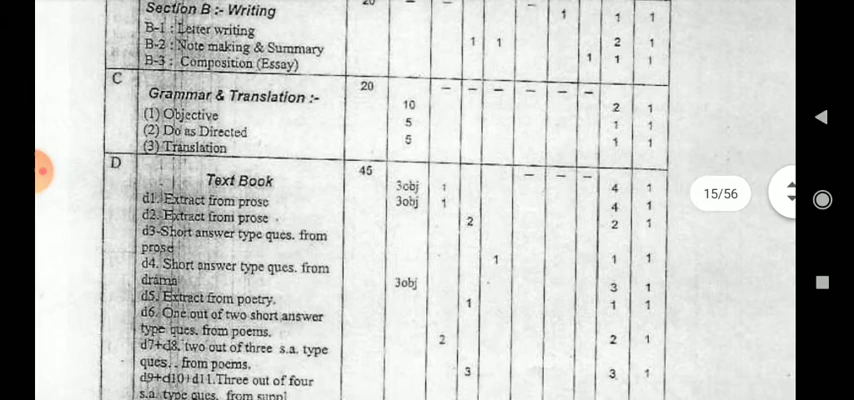 Section B :- Writing 20 – – – 1 1 1
B-1 : Letter writing
B-2 : Note making & Summary 1 1 2 1
B-3 : Composition (Essay) 1 1 1
C 20 – – – – – –
Grammar & Translation :-
(1) Objective 10 2 1
(2) Do as Directed 5 1 1
(3) Translation 5 1 1
D 45 – – –
Text Book 3obj 1 4 1
d1. Extract from prose 3obj 1 4 1
d2. Extract from prose . 2 2 1
d3-Short answer type ques. from
prose 1 1 1
d4. Short answer type ques. from
drama 3obj 3 1
d5. Extract from poetry. 1 1 1
d6. One out of two short answer
type ques. from poems. 2 2 1
d7+d8. two out of three s.a. type
ques.. from poems. 3 3 1
d9+d10+d11.Three out of four
s.a. type ques. from suppl
15/56